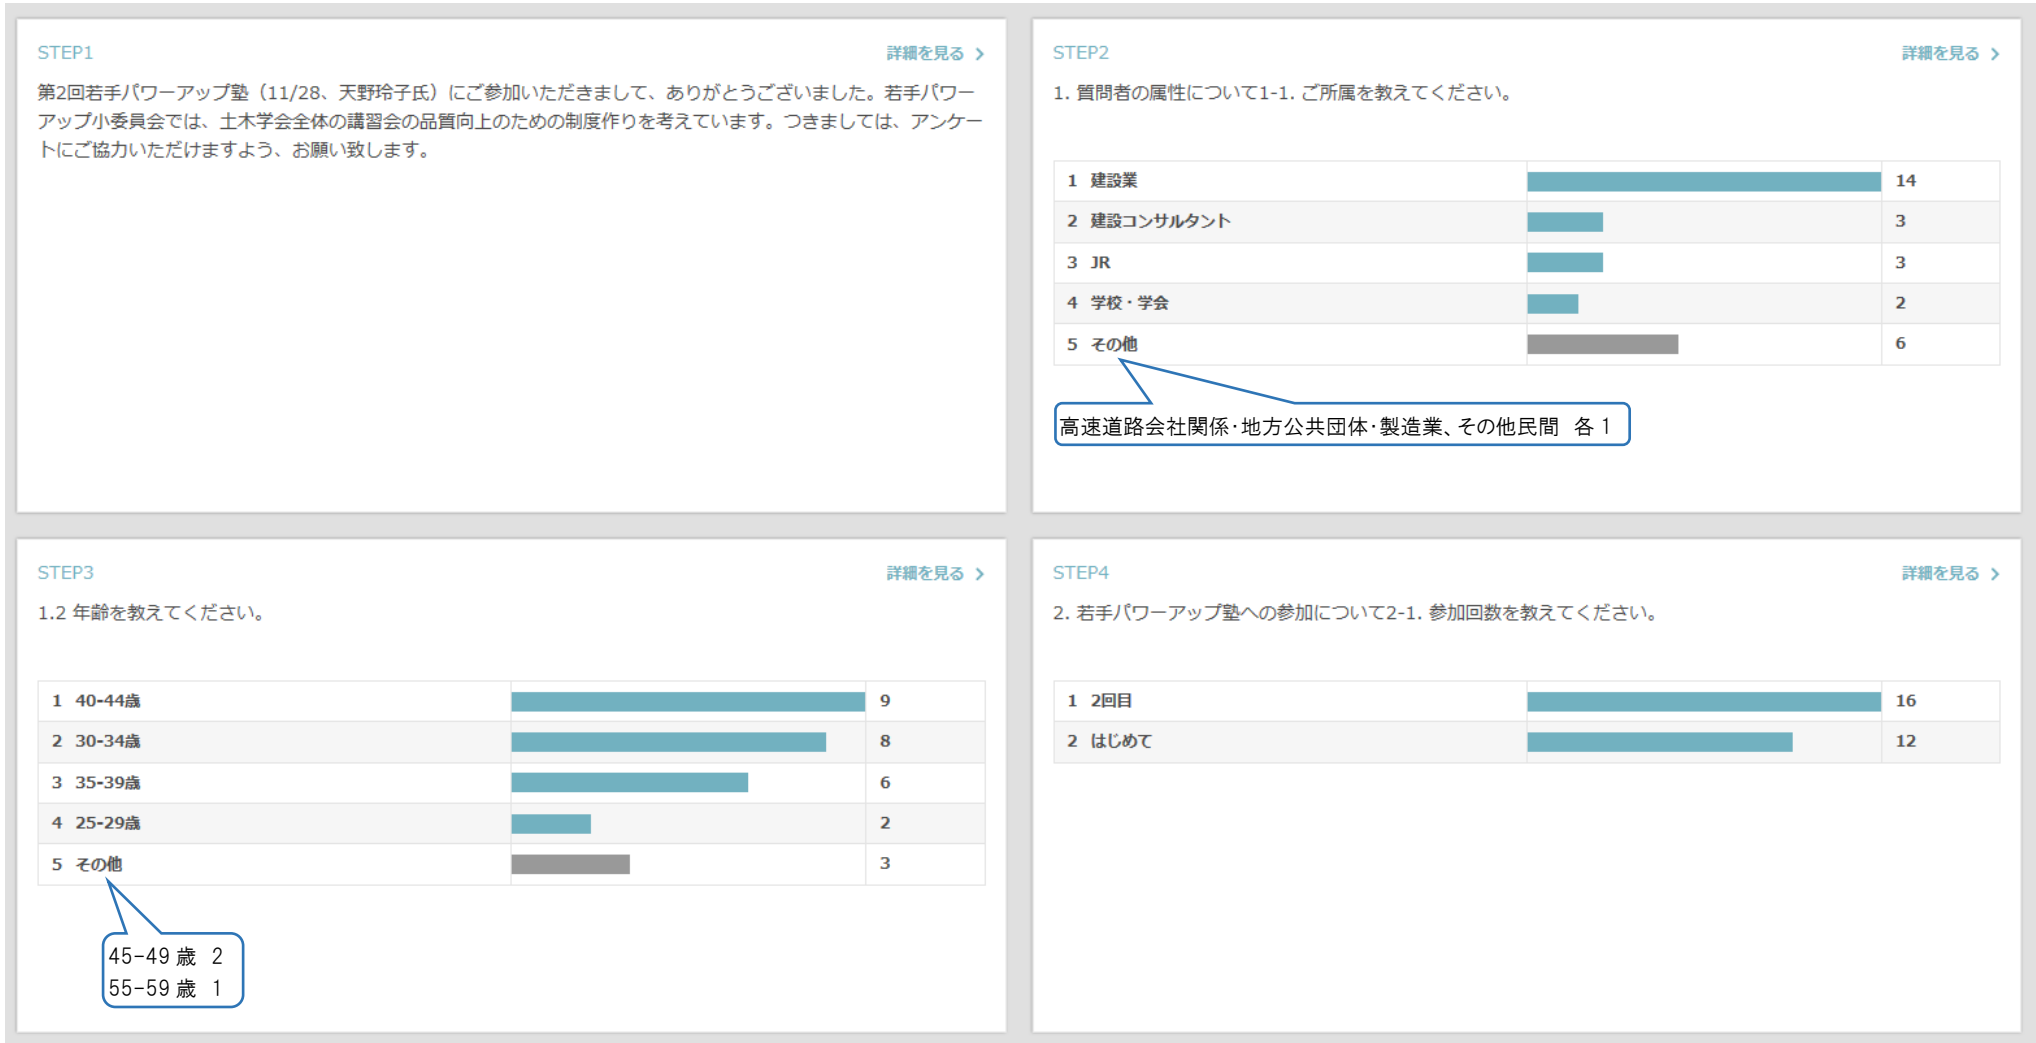 STEP1
詳細を見る >
第2回若手パワーアップ塾（11/28、天野玲子氏）にご参加いただきまして、ありがとうございました。若手パワー
アップ小委員会では、土木学会全体の講習会の品質向上のための制度作りを考えています。つきましては、アンケー
トにご協力いただけますよう、お願い致します。
STEP2
詳細を見る >
1. 質問者の属性について1-1. ご所属を教えてください。
1 建設業 14
2 建設コンサルタント 3
3 JR 3
4 学校・学会 2
5 その他 6
高速道路会社関係･地方公共団体･製造業、その他民間 各 1
STEP3
詳細を見る >
1.2 年齢を教えてください。
1 40-44歳 9
2 30-34歳 8
3 35-39歳 6
4 25-29歳 2
5 その他 3
45-49 歳 2
55-59 歳 1
STEP4
詳細を見る >
2. 若手パワーアップ塾への参加について2-1. 参加回数を教えてください。
1 2回目 16
2 はじめて 12